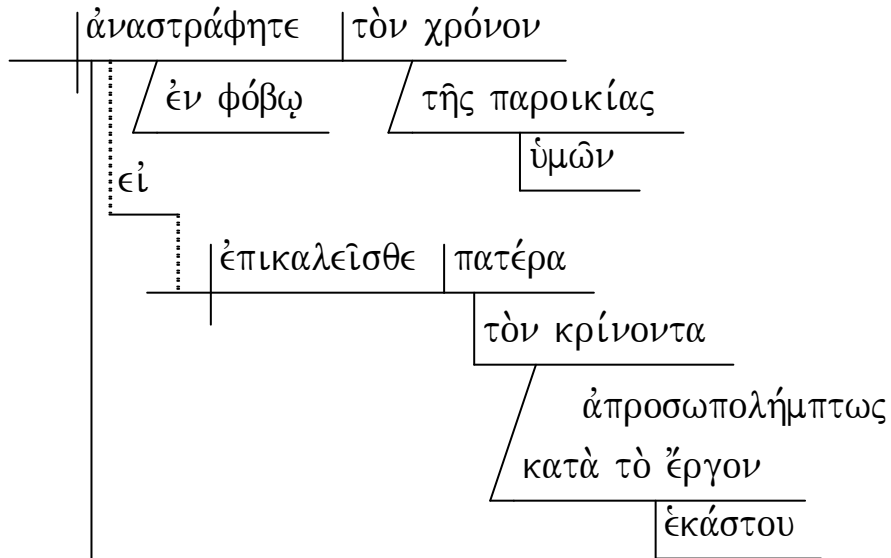 ἀναστράφητε τὸν χρόνον
ἐν φόβῳ τῆς παροικίας
ὑμῶν
εἰ
ἐπικαλεῖσθε πατέρα
τὸν κρίνοντα
ἀπροσωπολήμπτως
κατὰ τὸ ἔργον
ἑκάστου